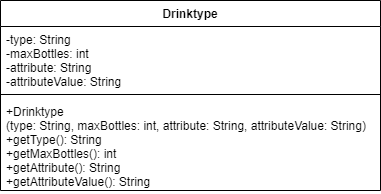 Drinktype
-type: String
-maxBottles: int
-attribute: String
-attributeValue: String
+Drinktype
(type: String, maxBottles: int, attribute: String, attributeValue: String)
+getType(): String
+getMaxBottles(): int
+getAttribute(): String
+getAttributeValue(): String